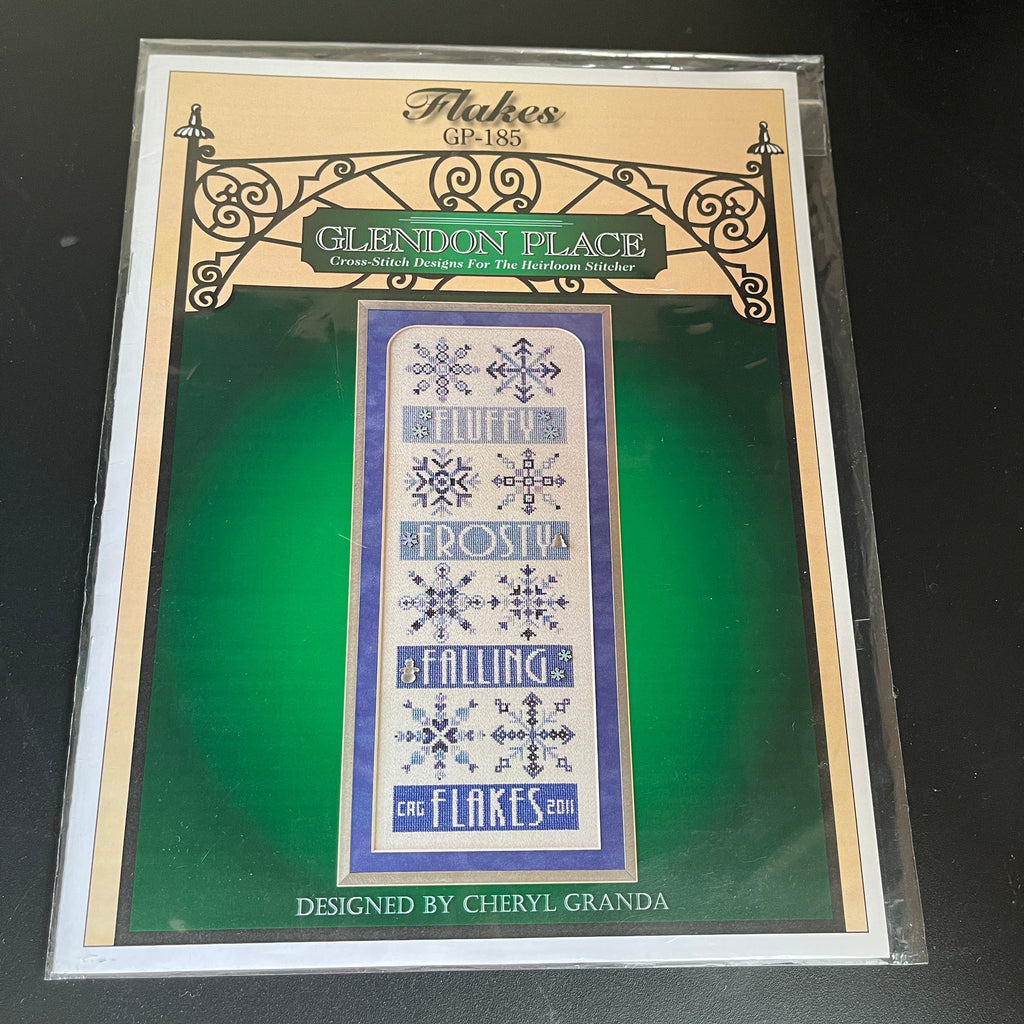 Flakes
GP-185
GLENDON PLACE
Cross-Stitch Designs For The Heirloom Stitcher
FLUFFY
FROSTY
FALLING
CRG FLAKES 2011
DESIGNED BY CHERYL GRANDA